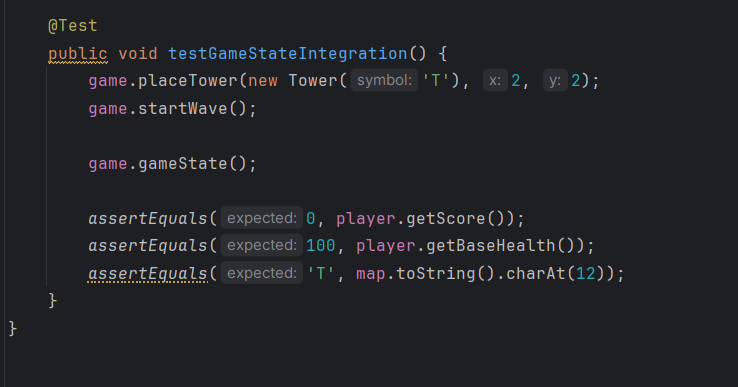 @Test
public void testGameStateIntegration() {
game.placeTower(new Tower( symbol: 'T'), x: 2, y: 2);
game.startWave();
game.gameState();
assertEquals( expected: 0, player.getScore());
assertEquals( expected: 100, player.getBaseHealth());
assertEquals( expected: 'T', map.toString().charAt(12));
}
}